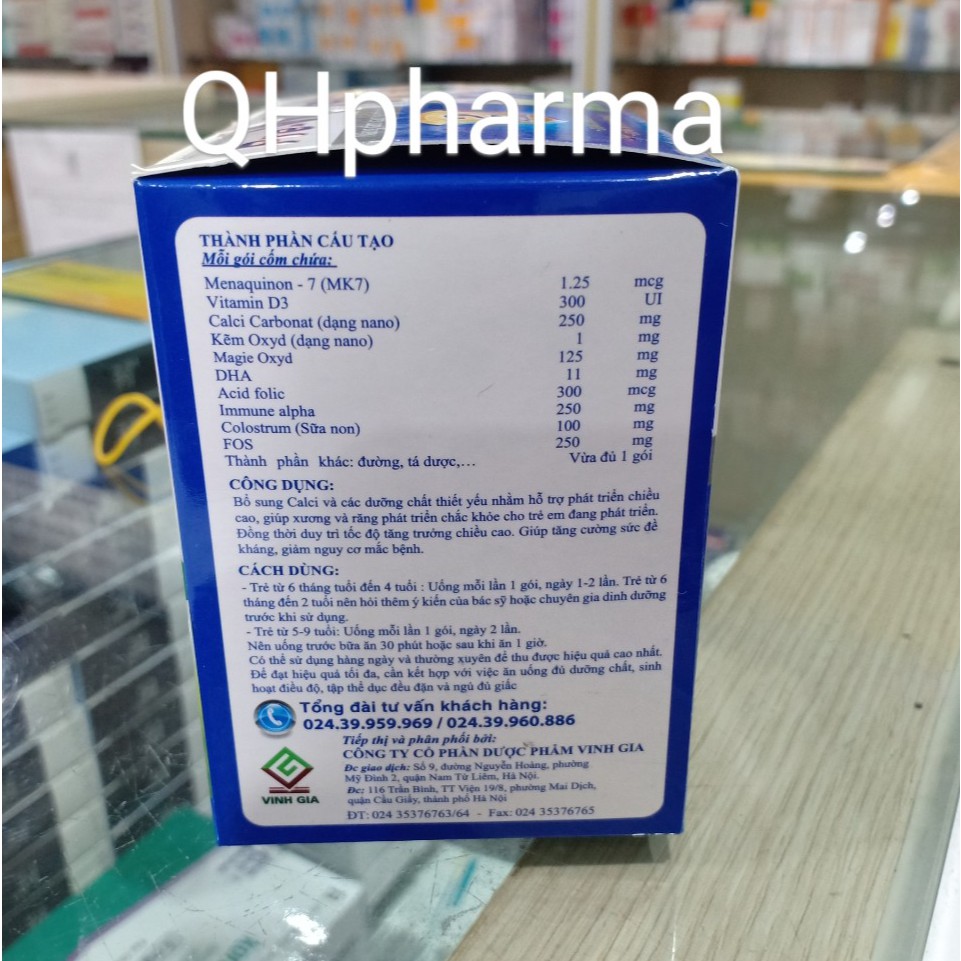 QHpharma
THÀNH PHẦN CẤU TẠO
Mỗi gói cốm chứa:
Menaquinon - 7 (MK7) 1.25 mcg
Vitamin D3 300 UI
Calci Carbonat (dạng nano) 250 mg
Kẽm Oxyd (dạng nano) 1 mg
Magie Oxyd 125 mg
DHA 11 mg
Acid folic 300 mcg
Immune alpha 250 mg
Colostrum (Sữa non) 100 mg
FOS 250 mg
Thành phần khác: đường, tá dược,... Vừa đủ 1 gói
CÔNG DỤNG:
Bổ sung Calci và các dưỡng chất thiết yếu nhằm hỗ trợ phát triển chiều
cao, giúp xương và răng phát triển chắc khỏe cho trẻ em đang phát triển.
Đồng thời duy trì tốc độ tăng trưởng chiều cao. Giúp tăng cường sức đề
kháng, giảm nguy cơ mắc bệnh.
CÁCH DÙNG:
- Trẻ từ 6 tháng tuổi đến 4 tuổi : Uống mỗi lần 1 gói, ngày 1-2 lần. Trẻ từ 6
tháng đến 2 tuổi nên hỏi thêm ý kiến của bác sỹ hoặc chuyên gia dinh dưỡng
trước khi sử dụng.
- Trẻ từ 5-9 tuổi: Uống mỗi lần 1 gói, ngày 2 lần.
Nên uống trước bữa ăn 30 phút hoặc sau khi ăn 1 giờ.
Có thể sử dụng hàng ngày và thường xuyên để thu được hiệu quả cao nhất.
Để đạt hiệu quả tối đa, cần kết hợp với việc ăn uống đủ dưỡng chất, sinh
hoạt điều độ, tập thể dục đều đặn và ngủ đủ giấc
Tổng đài tư vấn khách hàng:
024.39.959.969 / 024.39.960.886
Tiếp thị và phân phối bởi:
CÔNG TY CỔ PHẦN DƯỢC PHẨM VINH GIA
Đc giao dịch: Số 9, đường Nguyễn Hoàng, phường
Mỹ Đình 2, quận Nam Từ Liêm, Hà Nội.
Đc: 116 Trần Bình, TT Viện 19/8, phường Mai Dịch,
quận Cầu Giấy, thành phố Hà Nội
ĐT: 024 35376763/64 - Fax: 024 35376765
VINH GIA